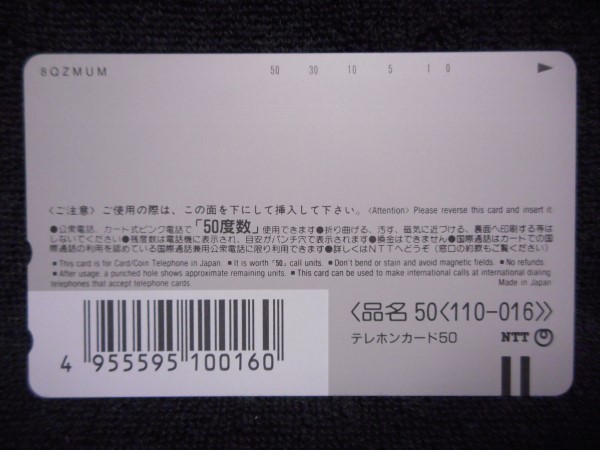 8QZMUM 50 30 10 5 1 0
〈ご注意〉ご使用の際は、この面を下にして挿入して下さい。〈Attention〉Please reverse this card and insert it.
●公衆電話、カード式ピンク電話で「50度数」使用できます●折り曲げる、汚す、磁気に近づける、裏面へ印刷する等は
しないでください●残度数は電話機に表示され、目安がパンチ穴で表示されます●換金はできません●国際通話はカードでの国
際通話の利用を認めている国際通話兼用公衆電話に限り利用できます●詳しくはNTTへどうぞ(窓口の約款もご覧ください)
■This card is for Card/Coin Telephone in Japan. ■It is worth "50" call units. ■Don't bend or stain and avoid magnetic fields. ■No refunds.
■After usage, a punched hole shows approximate remaining units. ■This card can be used to make international calls at international dialing
telephones that accept telephone cards. Made in Japan
〈品名 50〈110-016〉〉
テレホンカード50 NTT
4 955595 100160